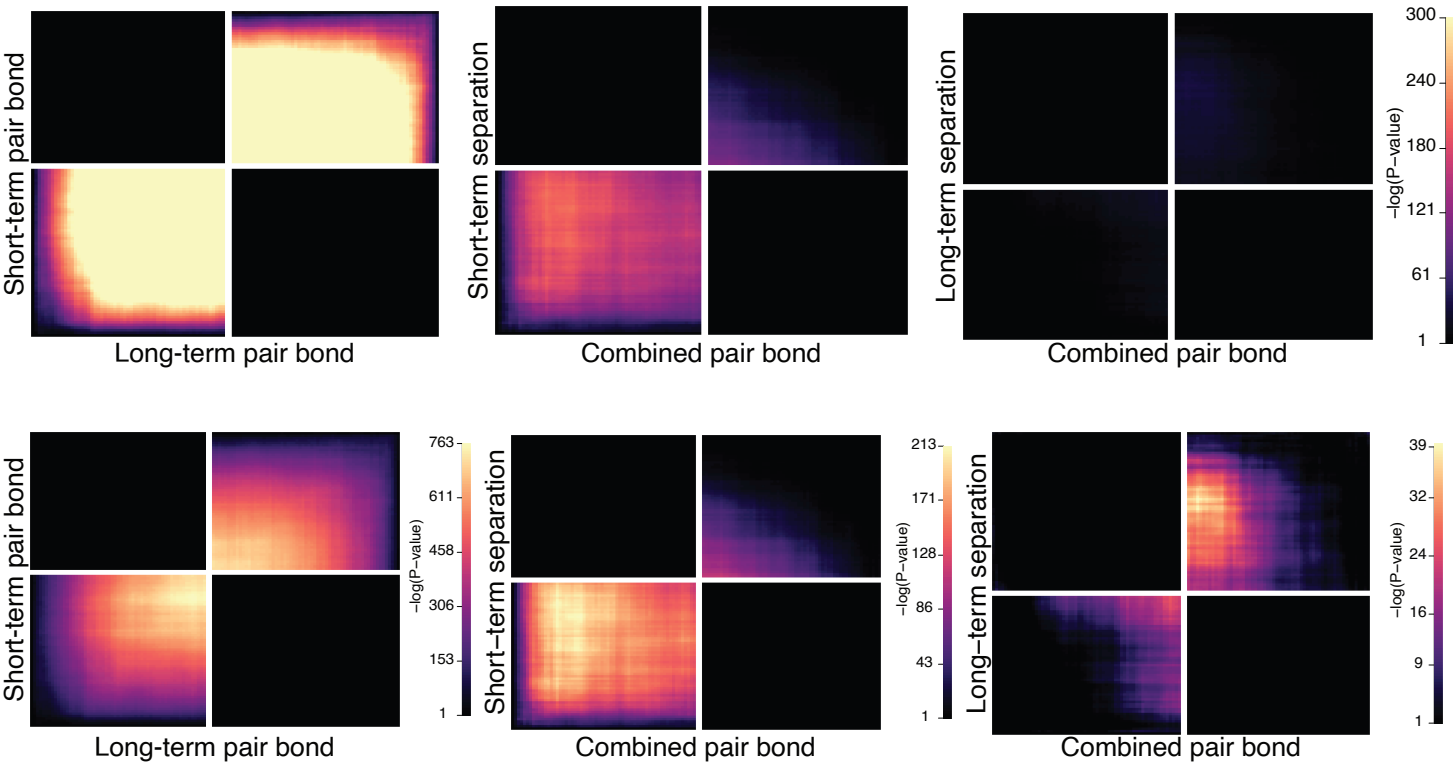 Short-term pair bond
Long-term pair bond
Short-term separation
Combined pair bond
Long-term separation
Combined pair bond
300
240
180
121
61
1
−log(P−value)
Short-term pair bond
Long-term pair bond
763
611
458
306
153
1
−log(P−value)
Short−term separation
Combined pair bond
213
171
128
86
43
1
−log(P−value)
Long−term separation
Combined pair bond
39
32
24
16
9
1
−log(P−value)